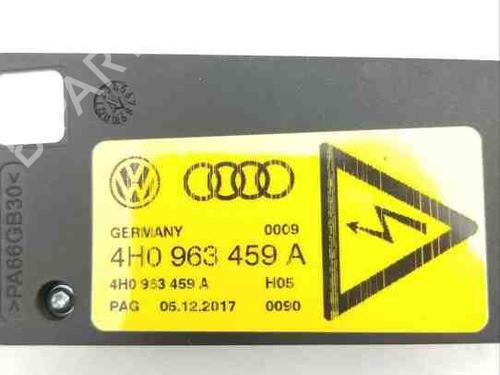 >PA66GB30<
GERMANY 0009
4H0 963 459 A
4H0 963 459 A H05
PAG 05.12.2017 0090